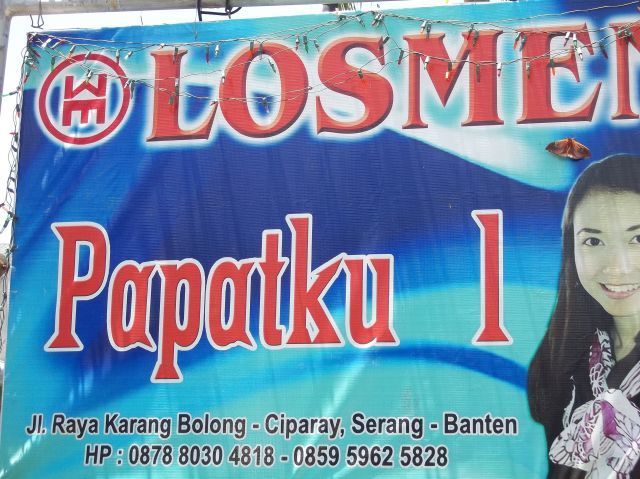 LOSMEN
Papatku 1
Jl. Raya Karang Bolong - Ciparay, Serang - Banten
HP : 0878 8030 4818 - 0859 5962 5828